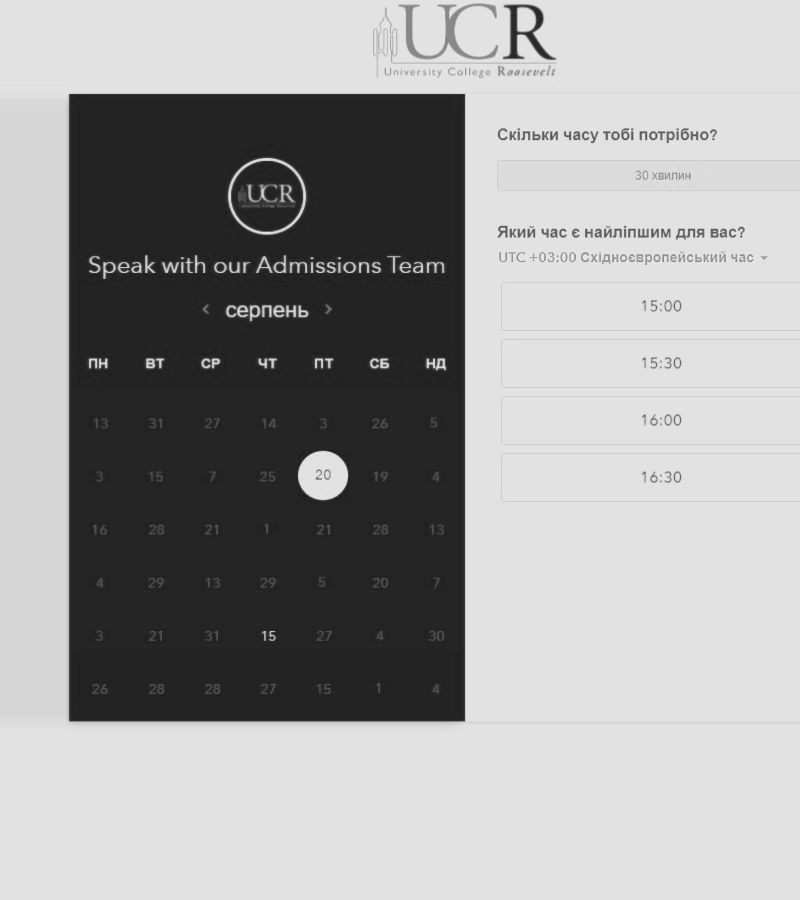 UCR
University College Roosevelt
UCR
Speak with our Admissions Team
серпень
ПН ВТ СР ЧТ ПТ СБ НД
13 31 27 14 3 26 5
3 15 7 25 20 19 4
16 28 21 1 21 28 13
4 29 13 29 5 20 7
3 21 31 15 27 4 30
26 28 28 27 15 1 4
Скільки часу тобі потрібно?
30 хвилин
Який час є найліпшим для вас?
UTC +03:00 Східноєвропейський час
15:00
15:30
16:00
16:30